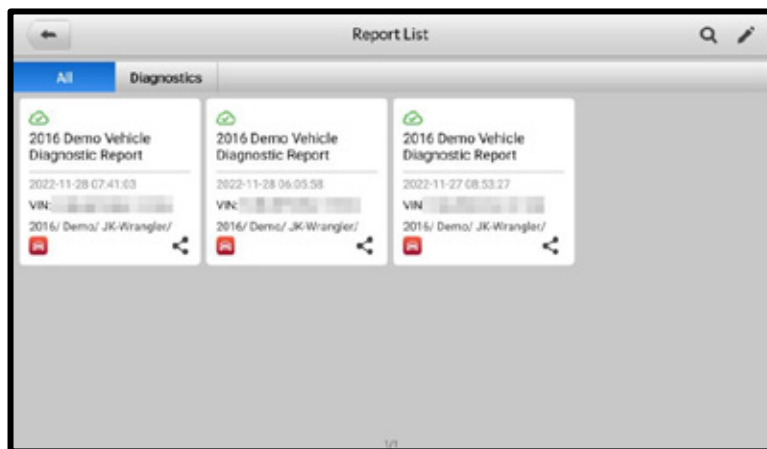 Report List
All
Diagnostics
2016 Demo Vehicle
Diagnostic Report
2022-11-28 07:41:03
VIN:
2016/ Demo/ JK-Wrangler/
2016 Demo Vehicle
Diagnostic Report
2022-11-28 06:05:58
VIN:
2016/ Demo/ JK-Wrangler/
2016 Demo Vehicle
Diagnostic Report
2022-11-27 08:53:27
VIN
2016/ Demo/ JK-Wrangler/
1/1